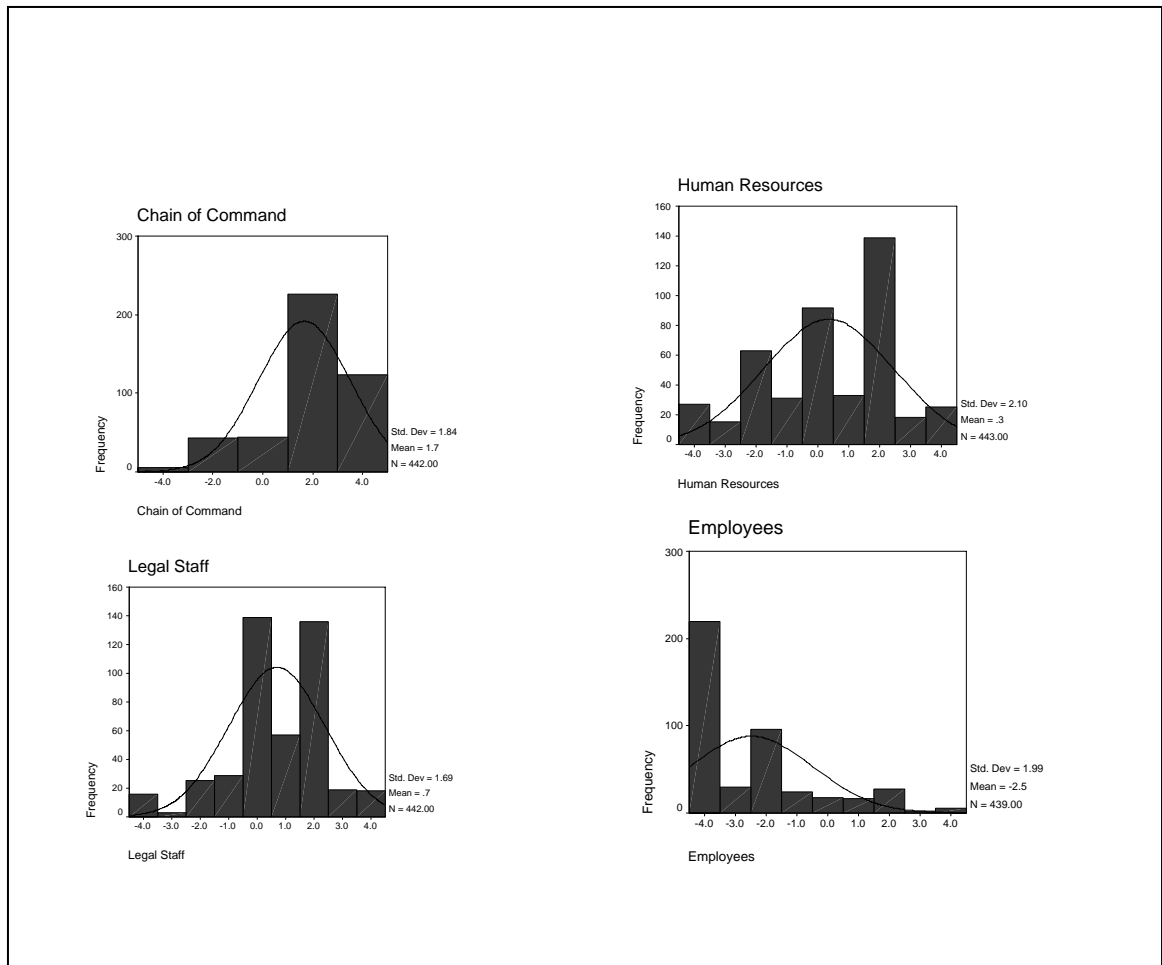 Chain of Command
300
200
100
0
Frequency
-4.0 -2.0 0.0 2.0 4.0
Std. Dev = 1.84
Mean = 1.7
N = 442.00
Chain of Command
Human Resources
160
140
120
100
80
60
40
20
0
Frequency
-4.0 -3.0 -2.0 -1.0 0.0 1.0 2.0 3.0 4.0
Std. Dev = 2.10
Mean = .3
N = 443.00
Human Resources
Legal Staff
160
140
120
100
80
60
40
20
0
Frequency
-4.0 -3.0 -2.0 -1.0 0.0 1.0 2.0 3.0 4.0
Std. Dev = 1.69
Mean = .7
N = 442.00
Legal Staff
Employees
300
200
100
0
Frequency
-4.0 -3.0 -2.0 -1.0 0.0 1.0 2.0 3.0 4.0
Std. Dev = 1.99
Mean = -2.5
N = 439.00
Employees